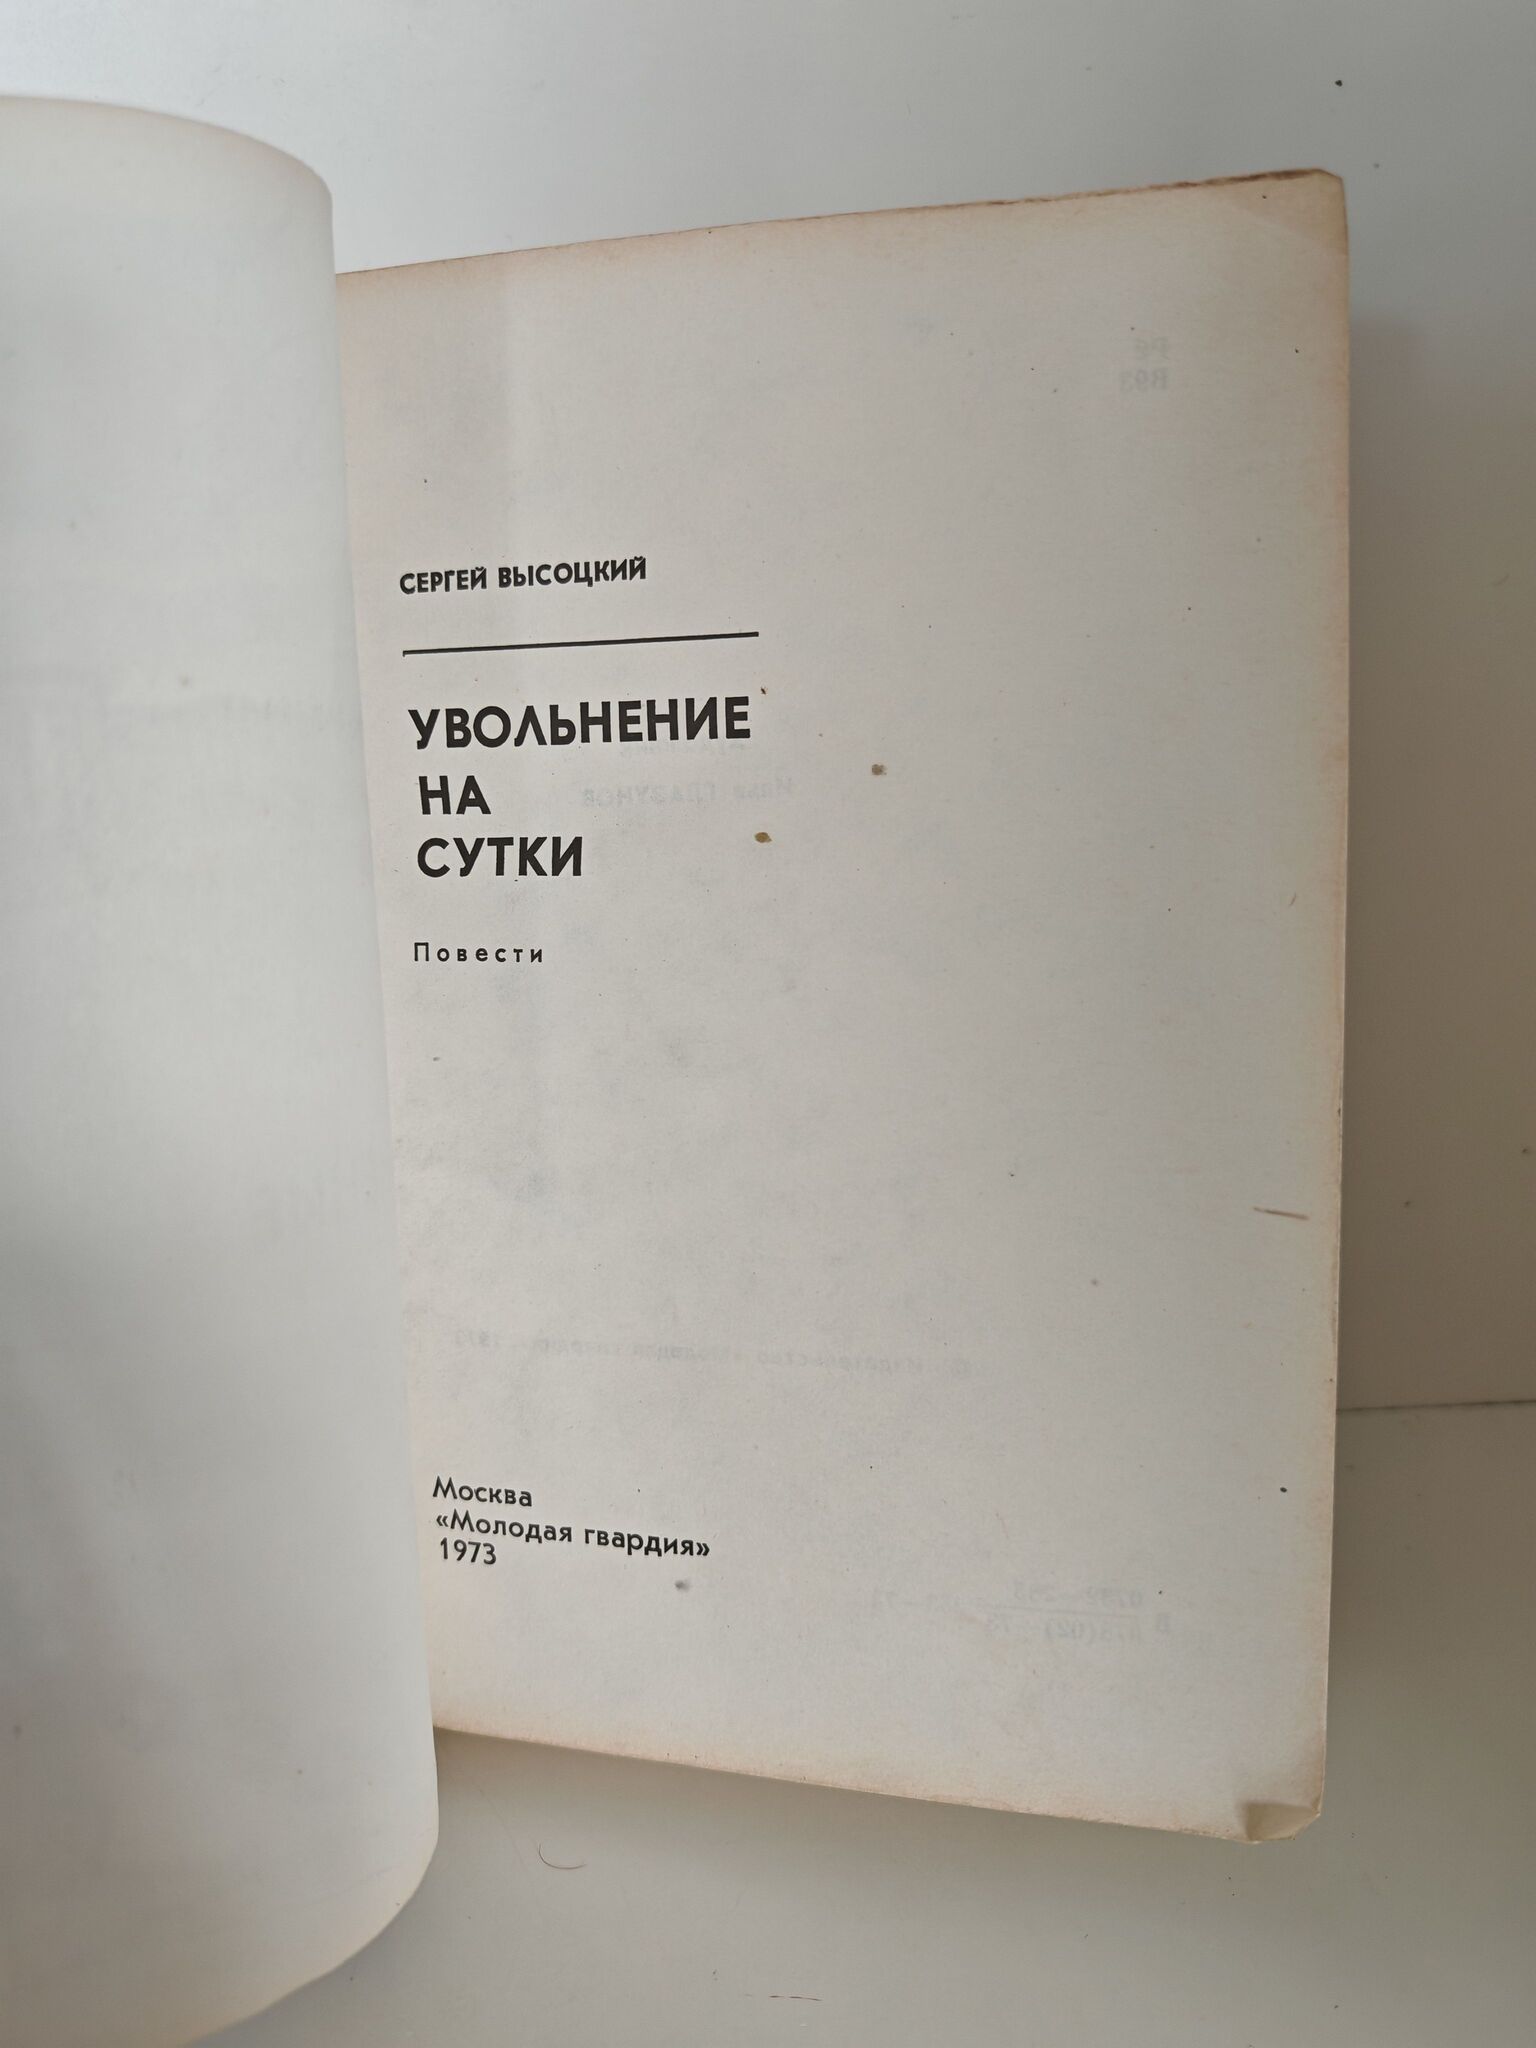 СЕРГЕЙ ВЫСОЦКИЙ
УВОЛЬНЕНИЕ
НА
СУТКИ
Повести
Москва
«Молодая гвардия»
1973